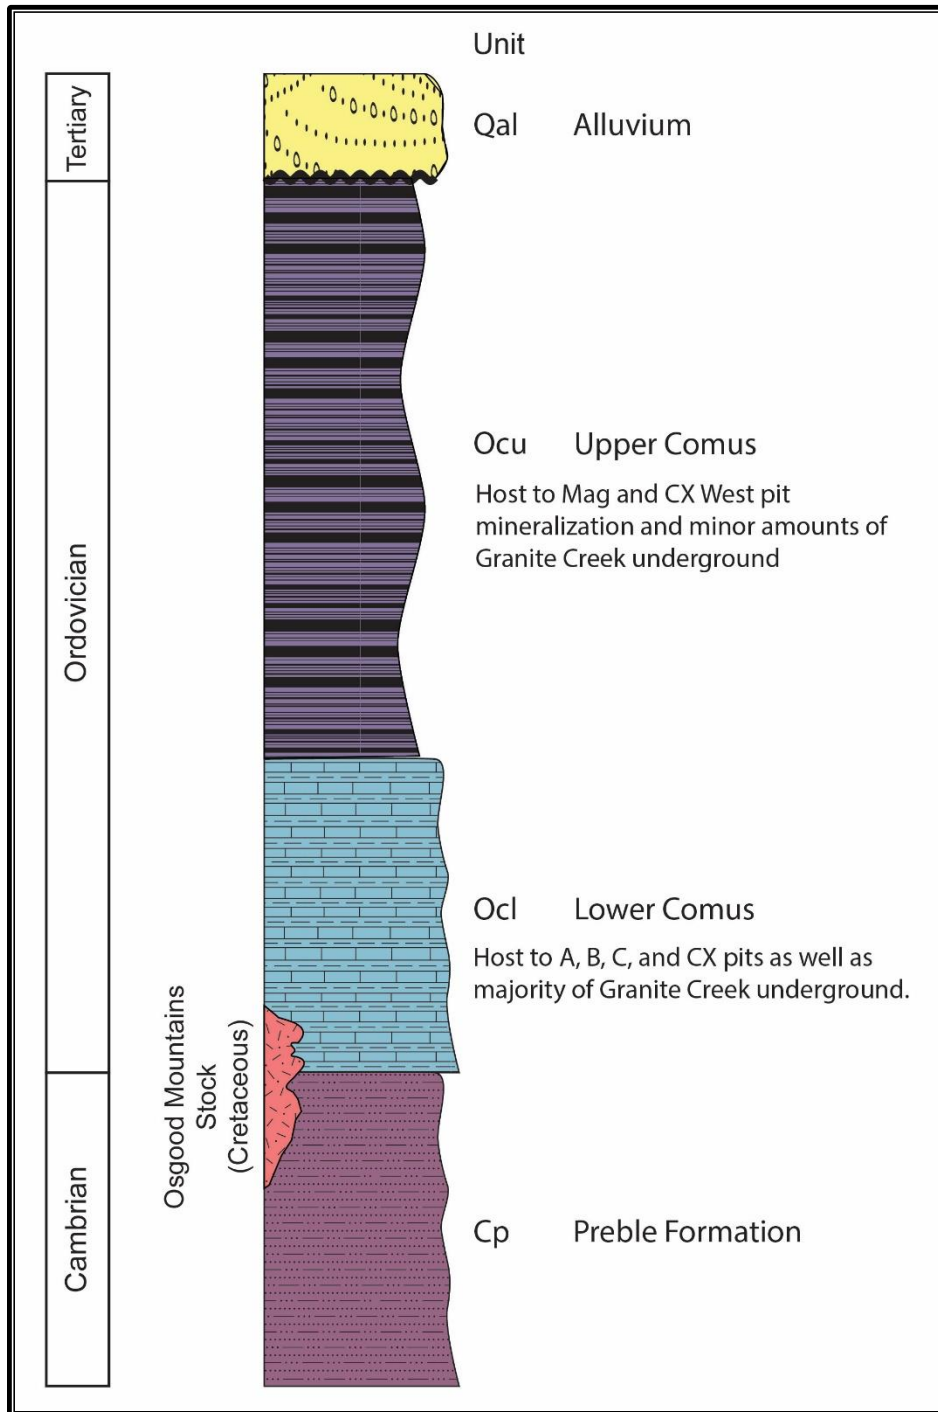 Unit
Tertiary
Qal Alluvium
Ordovician
Ocu Upper Comus
Host to Mag and CX West pit
mineralization and minor amounts of
Granite Creek underground
Ocl Lower Comus
Host to A, B, C, and CX pits as well as
majority of Granite Creek underground.
Osgood Mountains
Stock
(Cretaceous)
Cambrian
Cp Preble Formation